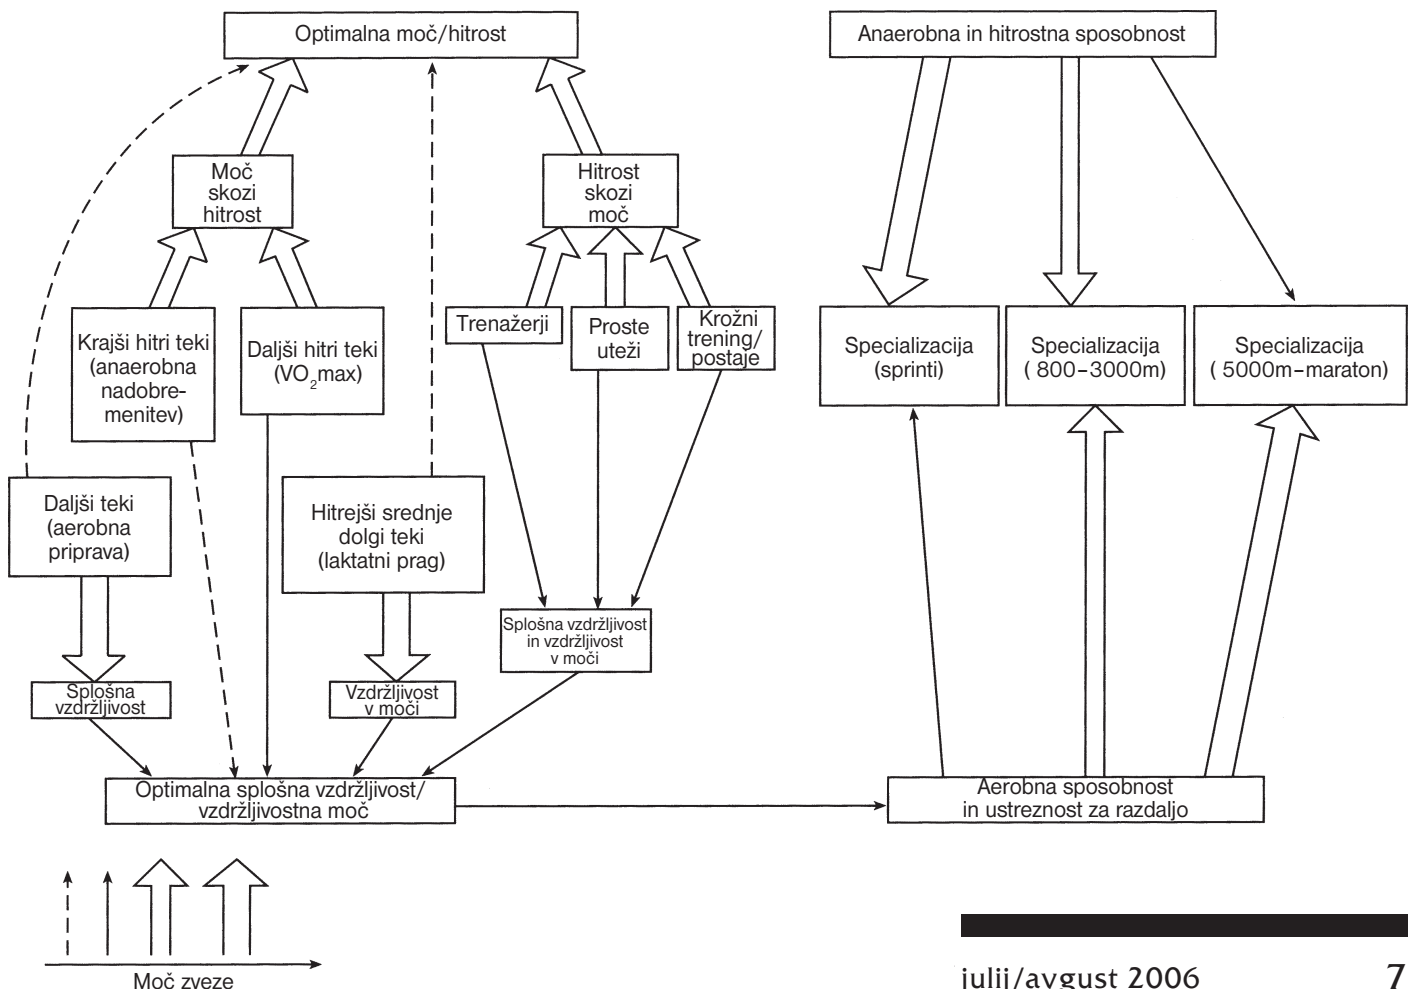 Optimalna moč/hitrost
Anaerobna in hitrostna sposobnost
Moč
skozi
hitrost
Hitrost
skozi
moč
Krajši hitri teki
(anaerobna
nadobre-
menitev)
Daljši hitri teki
(VO₂max)
Trenažerji
Proste
uteži
Krožni
trening/
postaje
Specializacija
(sprinti)
Specializacija
( 800–3000m)
Specializacija
( 5000m–maraton)
Daljši teki
(aerobna
priprava)
Hitrejši srednje
dolgi teki
(laktatni prag)
Splošna vzdržljivost
in vzdržljivost
v moči
Splošna
vzdržljivost
Vzdržljivost
v moči
Optimalna splošna vzdržljivost/
vzdržljivostna moč
Aerobna sposobnost
in ustreznost za razdaljo
Moč zveze
julij/avgust 2006 7